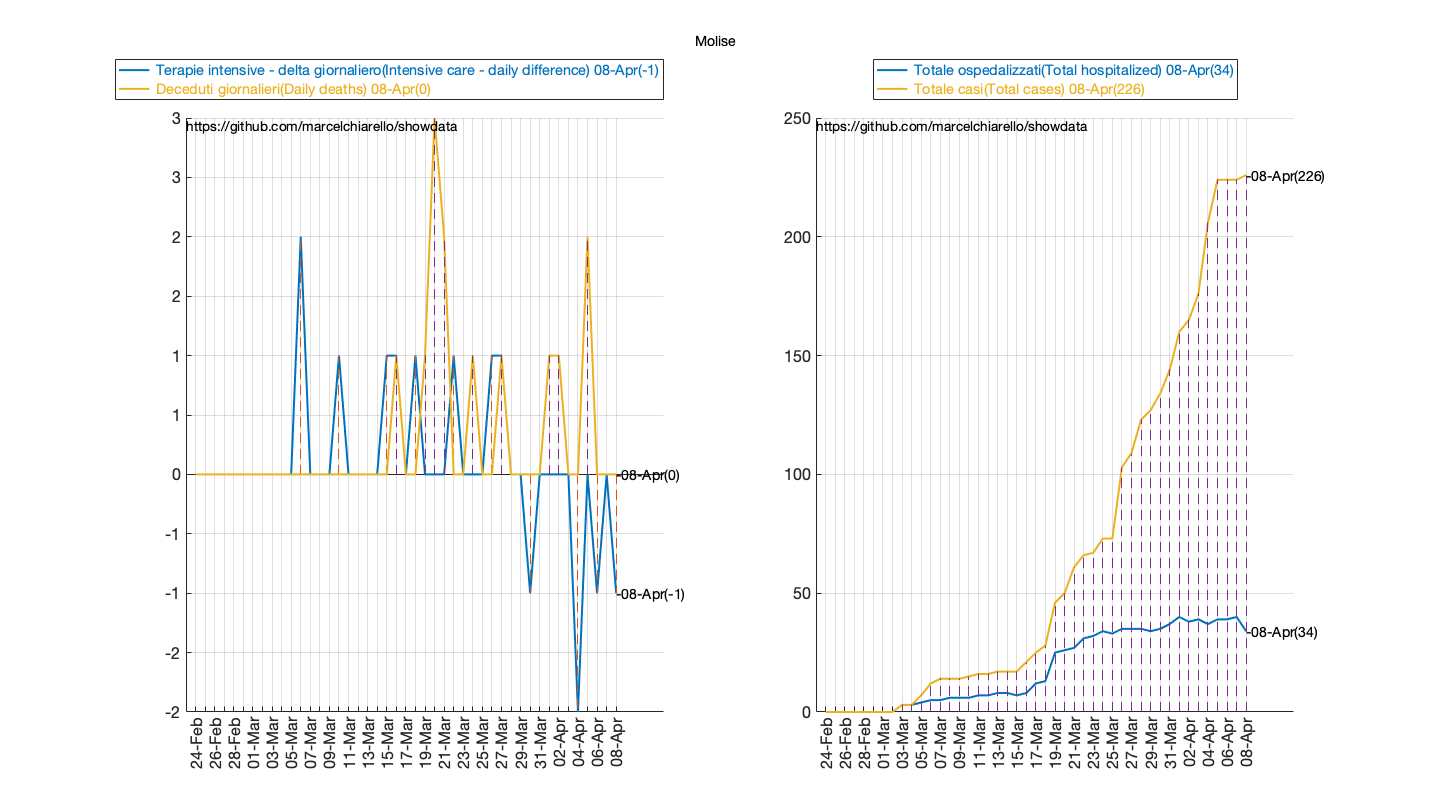 Molise
Terapie intensive - delta giornaliero(Intensive care - daily difference) 08-Apr(-1)
Deceduti giornalieri(Daily deaths) 08-Apr(0)
https://github.com/marcelchiarello/showdata
3
3
2
2
1
1
0
-1
-1
-2
-2
-08-Apr(0)
-08-Apr(-1)
24-Feb
26-Feb
28-Feb
01-Mar
03-Mar
05-Mar
07-Mar
09-Mar
11-Mar
13-Mar
15-Mar
17-Mar
19-Mar
21-Mar
23-Mar
25-Mar
27-Mar
29-Mar
31-Mar
02-Apr
04-Apr
06-Apr
08-Apr
Totale ospedalizzati(Total hospitalized) 08-Apr(34)
Totale casi(Total cases) 08-Apr(226)
https://github.com/marcelchiarello/showdata
250
200
150
100
50
0
-08-Apr(226)
-08-Apr(34)
24-Feb
26-Feb
28-Feb
01-Mar
03-Mar
05-Mar
07-Mar
09-Mar
11-Mar
13-Mar
15-Mar
17-Mar
19-Mar
21-Mar
23-Mar
25-Mar
27-Mar
29-Mar
31-Mar
02-Apr
04-Apr
06-Apr
08-Apr